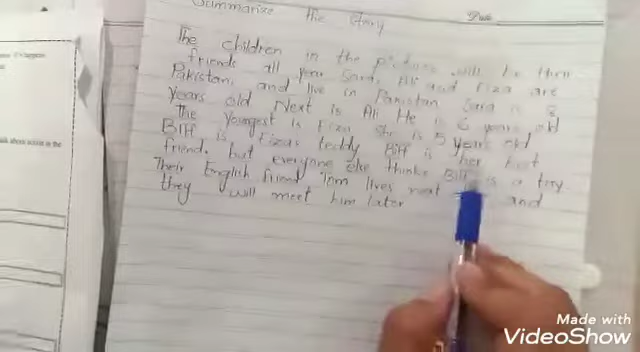 Summarize the story
Date
The children in the picture will be their
friends all year Sara, Ali and Fiza are
Pakistani and live in Pakistan Said is 8
years old Next is Ali He is 6 years old
The youngest is Fiza She is 5 years old
Biff is Fizas teddy Biff is her best
friend. but everyone else thinks Biff is a toy
Their English friend Tom lives next and
they will meet him later
Made with
VideoShow